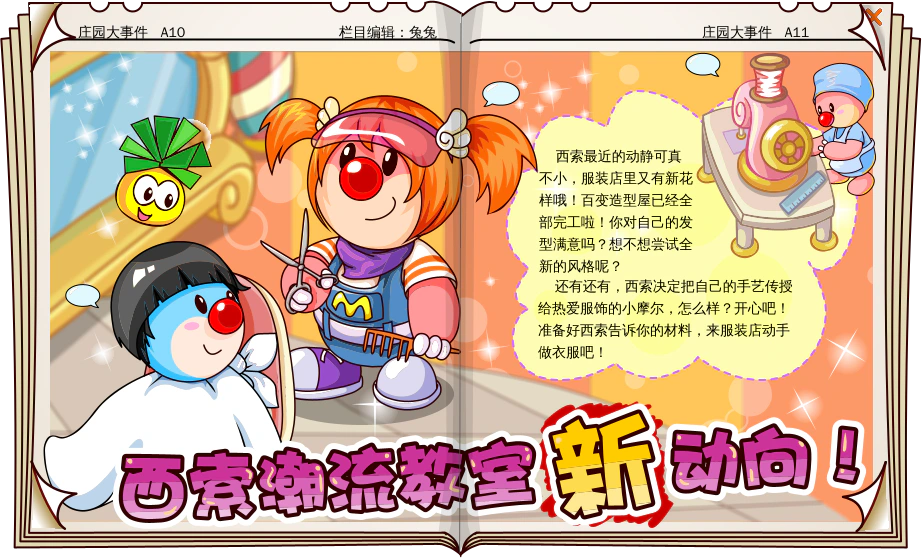 庄园大事件 A10
栏目编辑：兔兔
庄园大事件 A11
西索最近的动静可真
不小，服装店里又有新花
样哦！百变造型屋已经全
部完工啦！你对自己的发
型满意吗？想不想尝试全
新的风格呢？
还有还有，西索决定把自己的手艺传授
给热爱服饰的小摩尔，怎么样？开心吧！
准备好西索告诉你的材料，来服装店动手
做衣服吧！
M
西索潮流教室新动向！